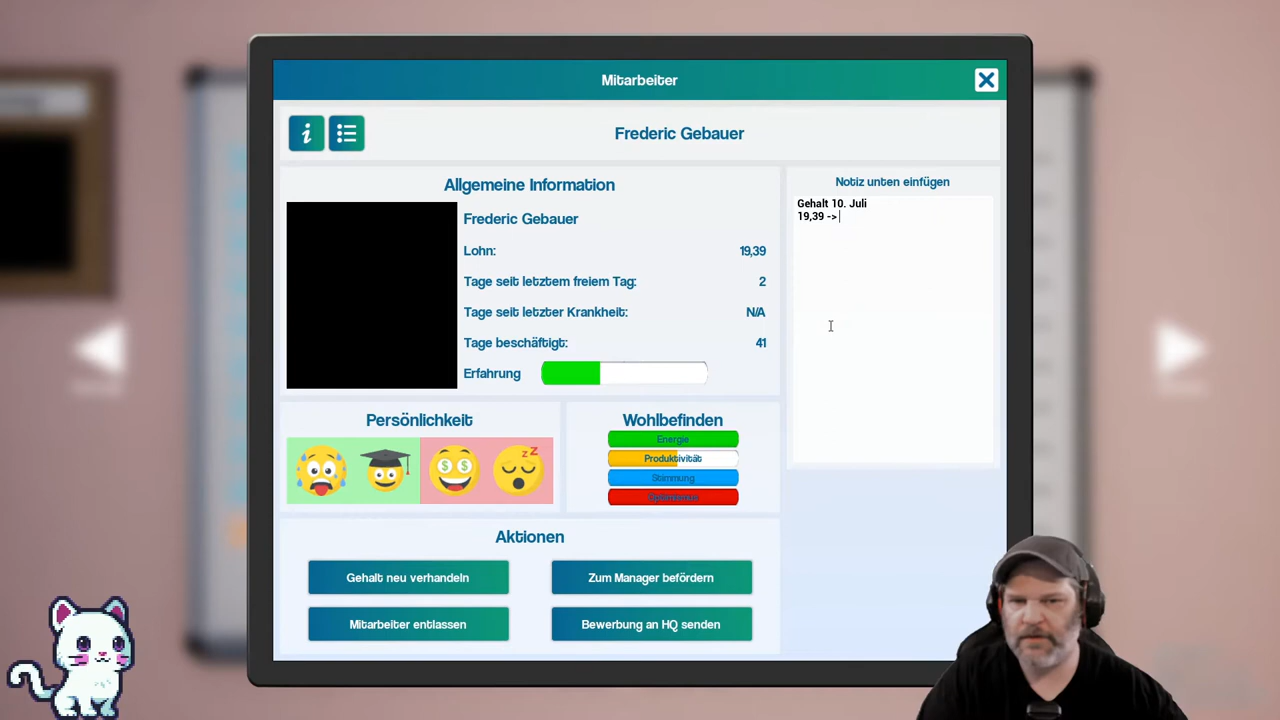 Mitarbeiter
Frederic Gebauer
Allgemeine Information
Notiz unten einfügen
Gehalt 10. Juli
19,39 ->
Frederic Gebauer
Lohn: 19,39
Tage seit letztem freiem Tag: 2
Tage seit letzter Krankheit: N/A
Tage beschäftigt: 41
Erfahrung
Persönlichkeit
Wohlbefinden
Energie
Produktivität
Stimmung
Aktionen
Gehalt neu verhandeln
Zum Manager befördern
Mitarbeiter entlassen
Bewerbung an HQ senden